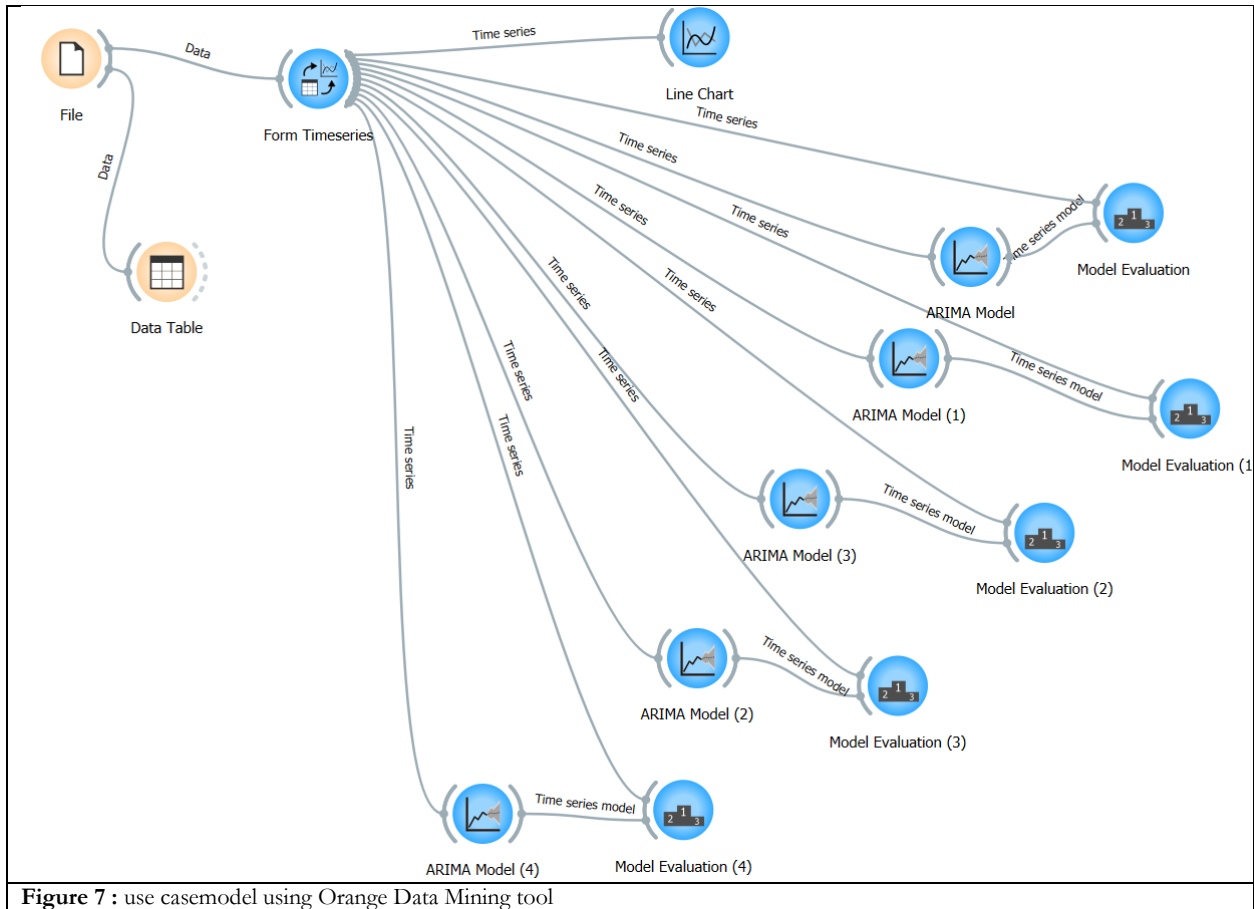 Data
Time series
File
Form Timeseries
Line Chart
Data
Time series
Time series
Time series
Time series
Time series model
Model Evaluation
Data Table
ARIMA Model
Time series
Time series
Time series model
ARIMA Model (1)
Time series
Time series
Model Evaluation (1
Time series
Time series
Time series model
ARIMA Model (3)
Model Evaluation (2)
Time series model
ARIMA Model (2)
Model Evaluation (3)
Time series model
ARIMA Model (4)
Model Evaluation (4)
Figure 7 : use casemodel using Orange Data Mining tool